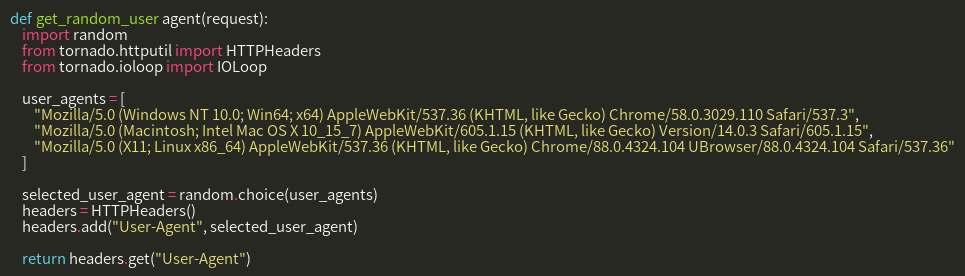 def get_random_user agent(request):
import random
from tornado.httputil import HTTPHeaders
from tornado.ioloop import IOLoop
user_agents = [
"Mozilla/5.0 (Windows NT 10.0; Win64; x64) AppleWebKit/537.36 (KHTML, like Gecko) Chrome/58.0.3029.110 Safari/537.3",
"Mozilla/5.0 (Macintosh; Intel Mac OS X 10_15_7) AppleWebKit/605.1.15 (KHTML, like Gecko) Version/14.0.3 Safari/605.1.15",
"Mozilla/5.0 (X11; Linux x86_64) AppleWebKit/537.36 (KHTML, like Gecko) Chrome/88.0.4324.104 UBrowser/88.0.4324.104 Safari/537.36"
]
selected_user_agent = random.choice(user_agents)
headers = HTTPHeaders()
headers.add("User-Agent", selected_user_agent)
return headers.get("User-Agent")